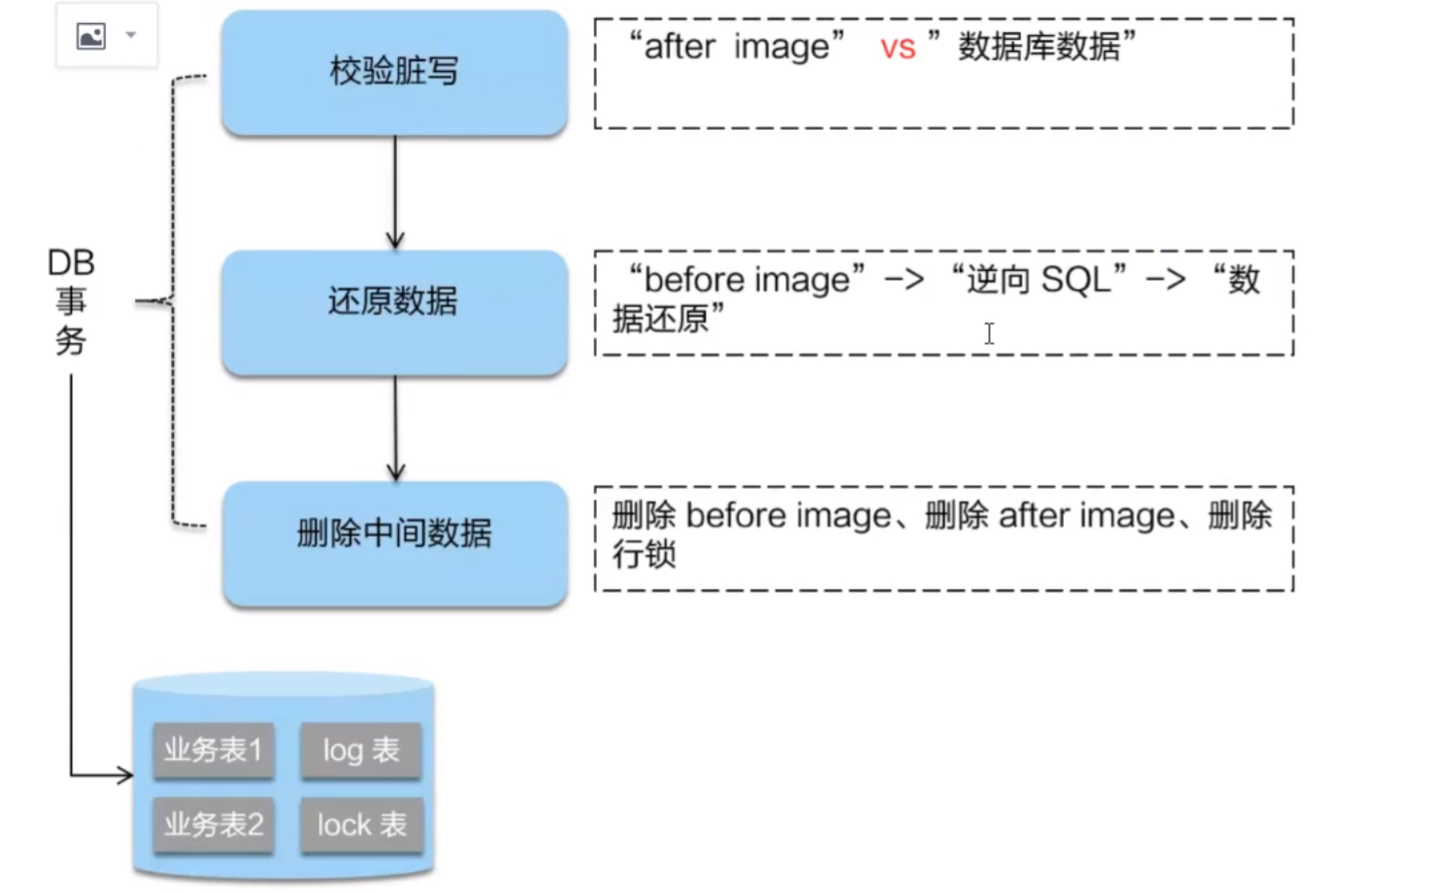 校验脏写
“after image” vs ”数据库数据”
DB
事
务
还原数据
“before image”–> “逆向 SQL”–> “数
据还原”
删除中间数据
删除 before image、删除 after image、删除
行锁
业务表1
log 表
业务表2
lock 表